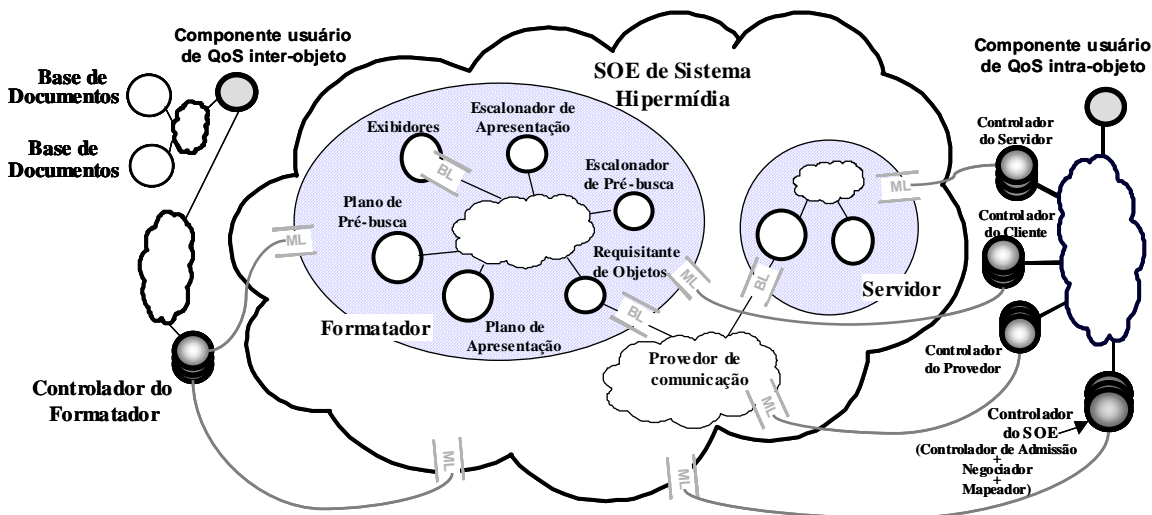 Componente usuário
de QoS inter-objeto
Base de
Documentos
Base de
Documentos
SOE de Sistema
Hipermídia
Componente usuário
de QoS intra-objeto
Exibidores
Escalonador de
Apresentação
BL
Escalonador
de Pré-busca
Plano de
Pré-busca
ML
Requisitante
de Objetos
ML
BL
Plano de
Apresentação
Formatador
ML
BL
Servidor
Controlador
do Servidor
Controlador
do Cliente
Provedor de
comunicação
ML
Controlador
do Provedor
Controlador do
Formatador
ML
ML
Controlador
do SOE
(Controlador de Admissão
+
Negociador
+
Mapeador)